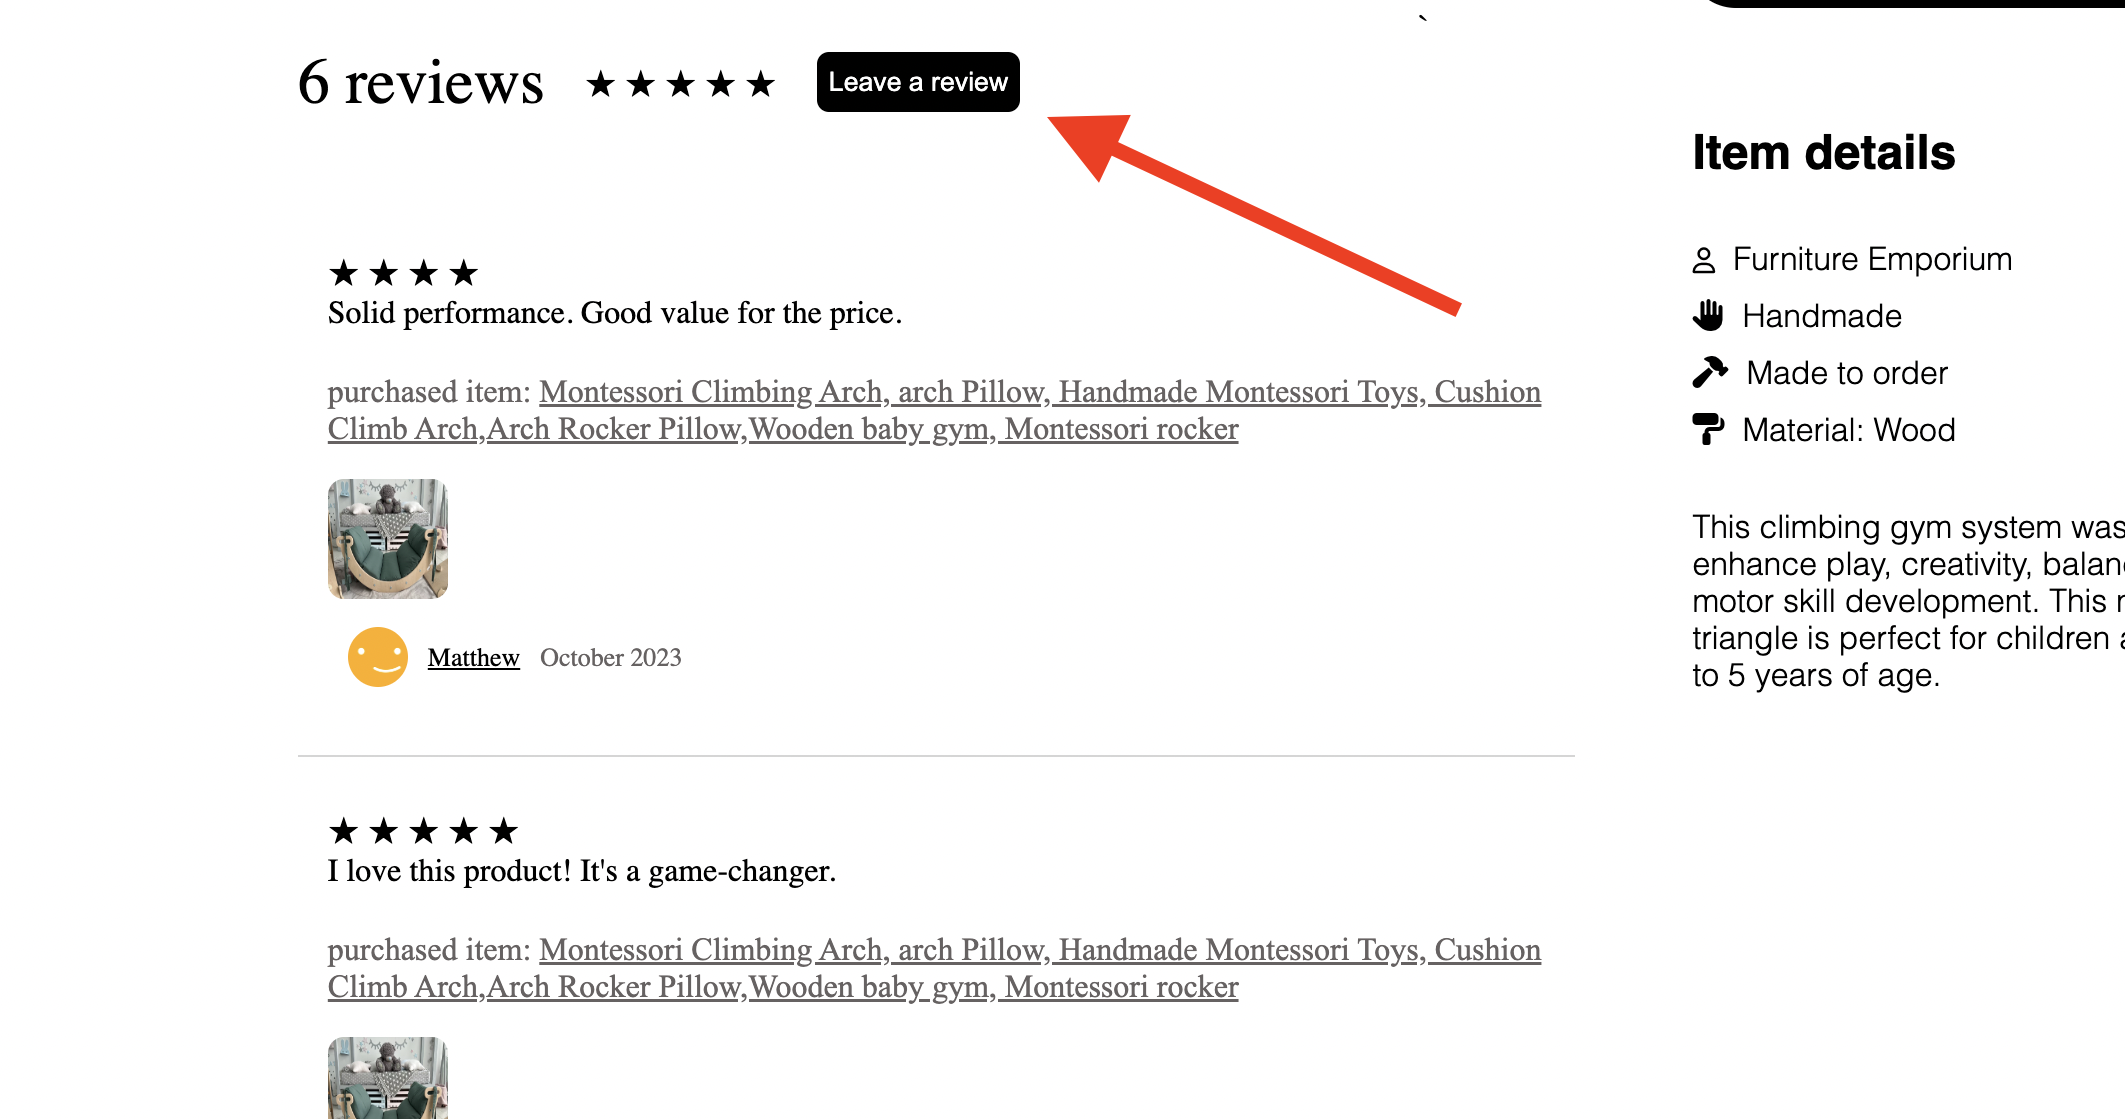 `
6 reviews ★ ★ ★ ★ ★ Leave a review
★ ★ ★ ★
Solid performance. Good value for the price.
purchased item: Montessori Climbing Arch, arch Pillow, Handmade Montessori Toys, Cushion
Climb Arch,Arch Rocker Pillow,Wooden baby gym, Montessori rocker
Matthew October 2023
★ ★ ★ ★ ★
I love this product! It's a game-changer.
purchased item: Montessori Climbing Arch, arch Pillow, Handmade Montessori Toys, Cushion
Climb Arch,Arch Rocker Pillow,Wooden baby gym, Montessori rocker
Item details
Furniture Emporium
Handmade
Made to order
Material: Wood
This climbing gym system was
enhance play, creativity, balan
motor skill development. This
triangle is perfect for children
to 5 years of age.